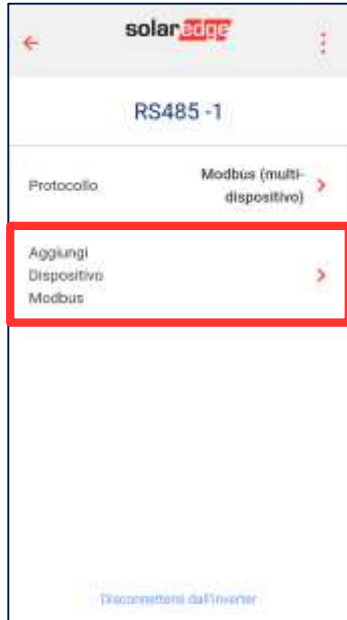 solaredge
RS485 -1
Protocollo
Modbus (multi-
dispositivo)
Aggiungi
Dispositivo
Modbus
Disconnettersi dall'inverter